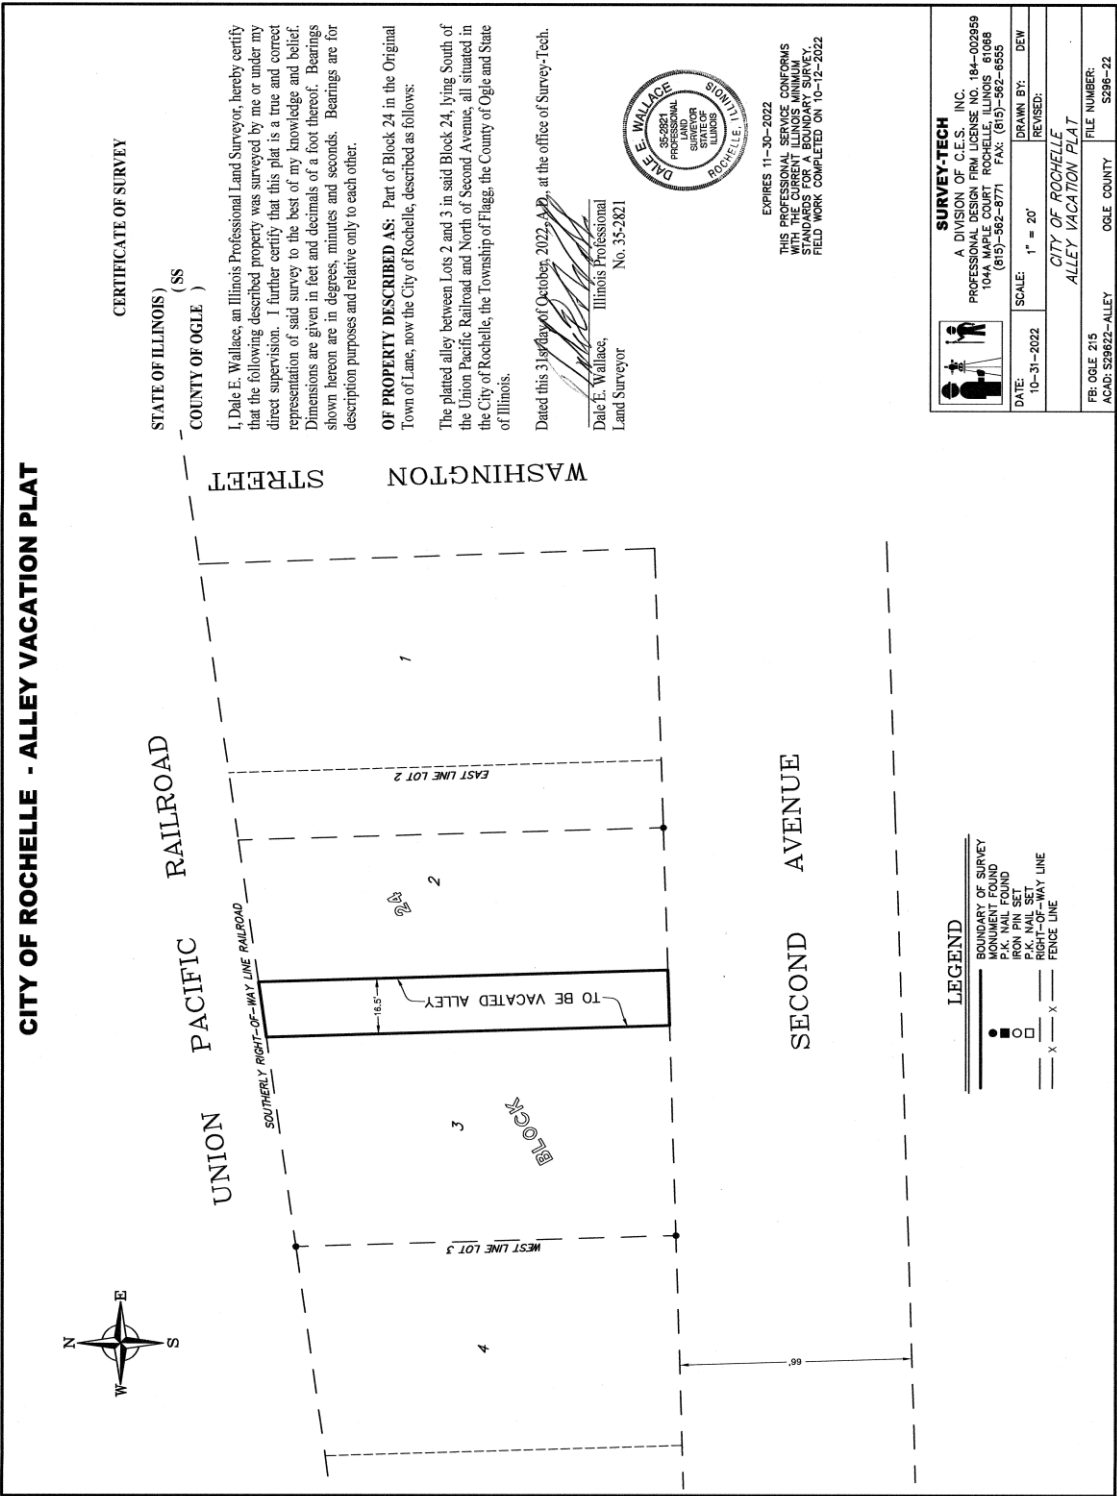 CITY OF ROCHELLE - ALLEY VACATION PLAT
N
E
W
S
UNION PACIFIC RAILROAD
SOUTHERLY RIGHT-OF-WAY LINE RAILROAD
WASHINGTON STREET
SECOND AVENUE
BLOCK 24
4
3
2
1
WEST LINE LOT 3
EAST LINE LOT 2
TO BE VACATED ALLEY
16.5'
66'
LEGEND
BOUNDARY OF SURVEY
MONUMENT FOUND
P.K. NAIL FOUND
IRON PIN SET
P.K. NAIL SET
RIGHT-OF-WAY LINE
X X FENCE LINE
CERTIFICATE OF SURVEY
STATE OF ILLINOIS )
( SS
COUNTY OF OGLE )
I, Dale E. Wallace, an Illinois Professional Land Surveyor, hereby certify
that the following described property was surveyed by me or under my
direct supervision. I further certify that this plat is a true and correct
representation of said survey to the best of my knowledge and belief.
Dimensions are given in feet and decimals of a foot thereof. Bearings
shown hereon are in degrees, minutes and seconds. Bearings are for
description purposes and relative only to each other.
OF PROPERTY DESCRIBED AS: Part of Block 24 in the Original
Town of Lane, now the City of Rochelle, described as follows:
The platted alley between Lots 2 and 3 in said Block 24, lying South of
the Union Pacific Railroad and North of Second Avenue, all situated in
the City of Rochelle, the Township of Flagg, the County of Ogle and State
of Illinois.
Dated this 31st day of October, 2022, A.D., at the office of Survey-Tech.
Dale E. Wallace, Illinois Professional
Land Surveyor No. 35-2821
DALE E. WALLACE
35-2821
PROFESSIONAL
LAND
SURVEYOR
STATE OF
ILLINOIS
ROCHELLE, ILLINOIS
EXPIRES 11-30-2022
THIS PROFESSIONAL SERVICE CONFORMS
WITH THE CURRENT ILLINOIS MINIMUM
STANDARDS FOR A BOUNDARY SURVEY.
FIELD WORK COMPLETED ON 10-12-2022
SURVEY-TECH
A DIVISION OF C.E.S. INC.
PROFESSIONAL DESIGN FIRM LICENSE NO. 184-002959
104A MAPLE COURT ROCHELLE, ILLINOIS 61068
(815)-562-8771 FAX: (815)-562-6555
DATE: 10-31-2022
SCALE: 1" = 20'
DRAWN BY: DEW
REVISED:
CITY OF ROCHELLE
ALLEY VACATION PLAT
FB: OGLE 215
ACAD: S29622-ALLEY OGLE COUNTY
FILE NUMBER:
S296-22